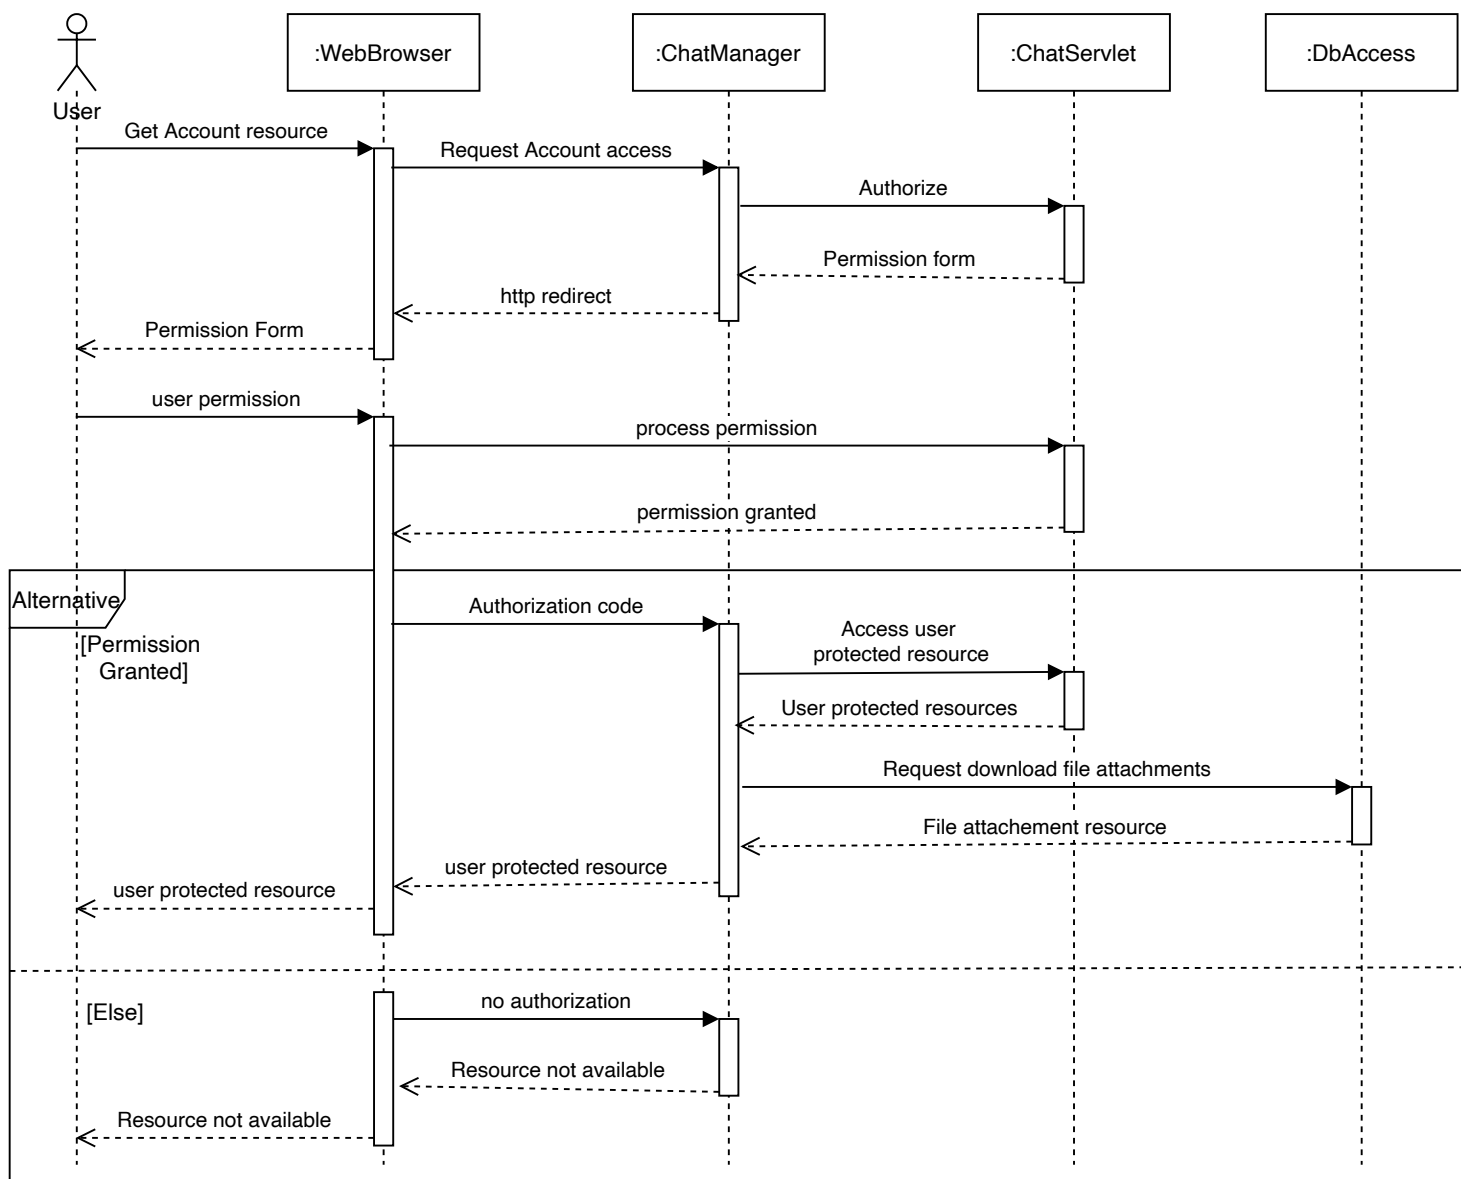 User
:WebBrowser
:ChatManager
:ChatServlet
:DbAccess
Get Account resource
Request Account access
Authorize
Permission form
http redirect
Permission Form
user permission
process permission
permission granted
Alternative
[Permission
Granted]
Authorization code
Access user
protected resource
User protected resources
Request download file attachments
File attachement resource
user protected resource
user protected resource
[Else]
no authorization
Resource not available
Resource not available